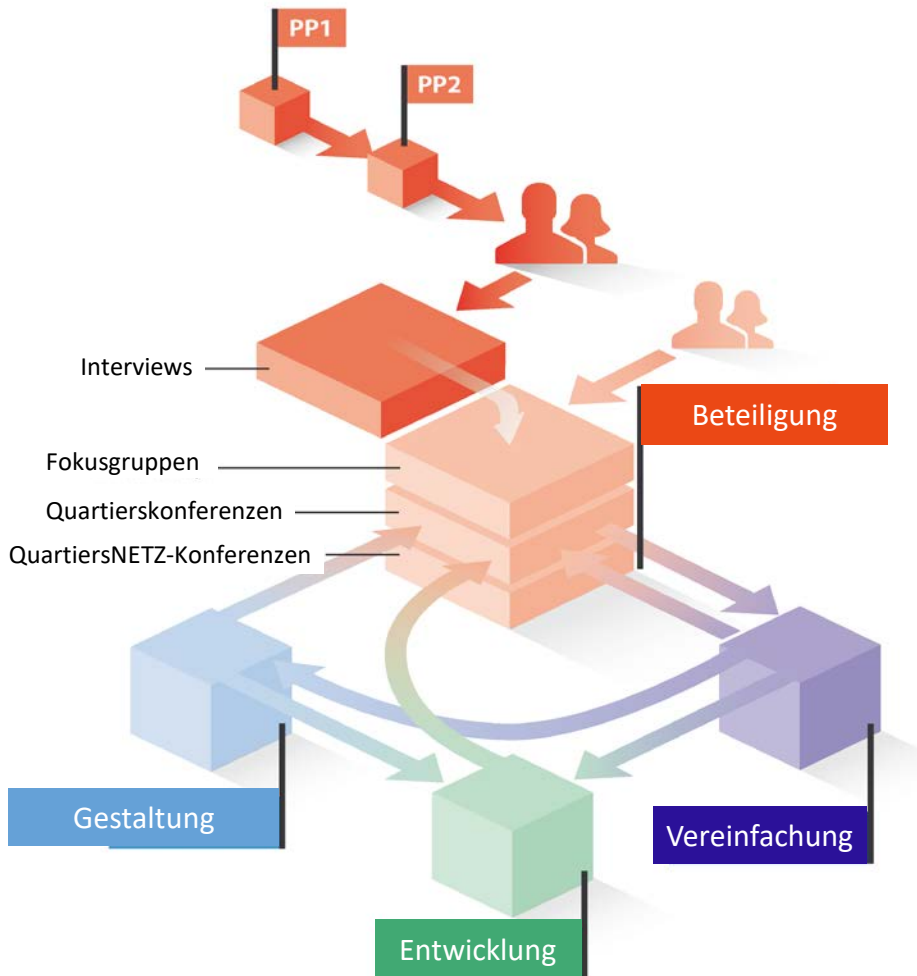 PP1
PP2
Interviews
Beteiligung
Fokusgruppen
Quartierskonferenzen
QuartiersNETZ-Konferenzen
Gestaltung
Vereinfachung
Entwicklung